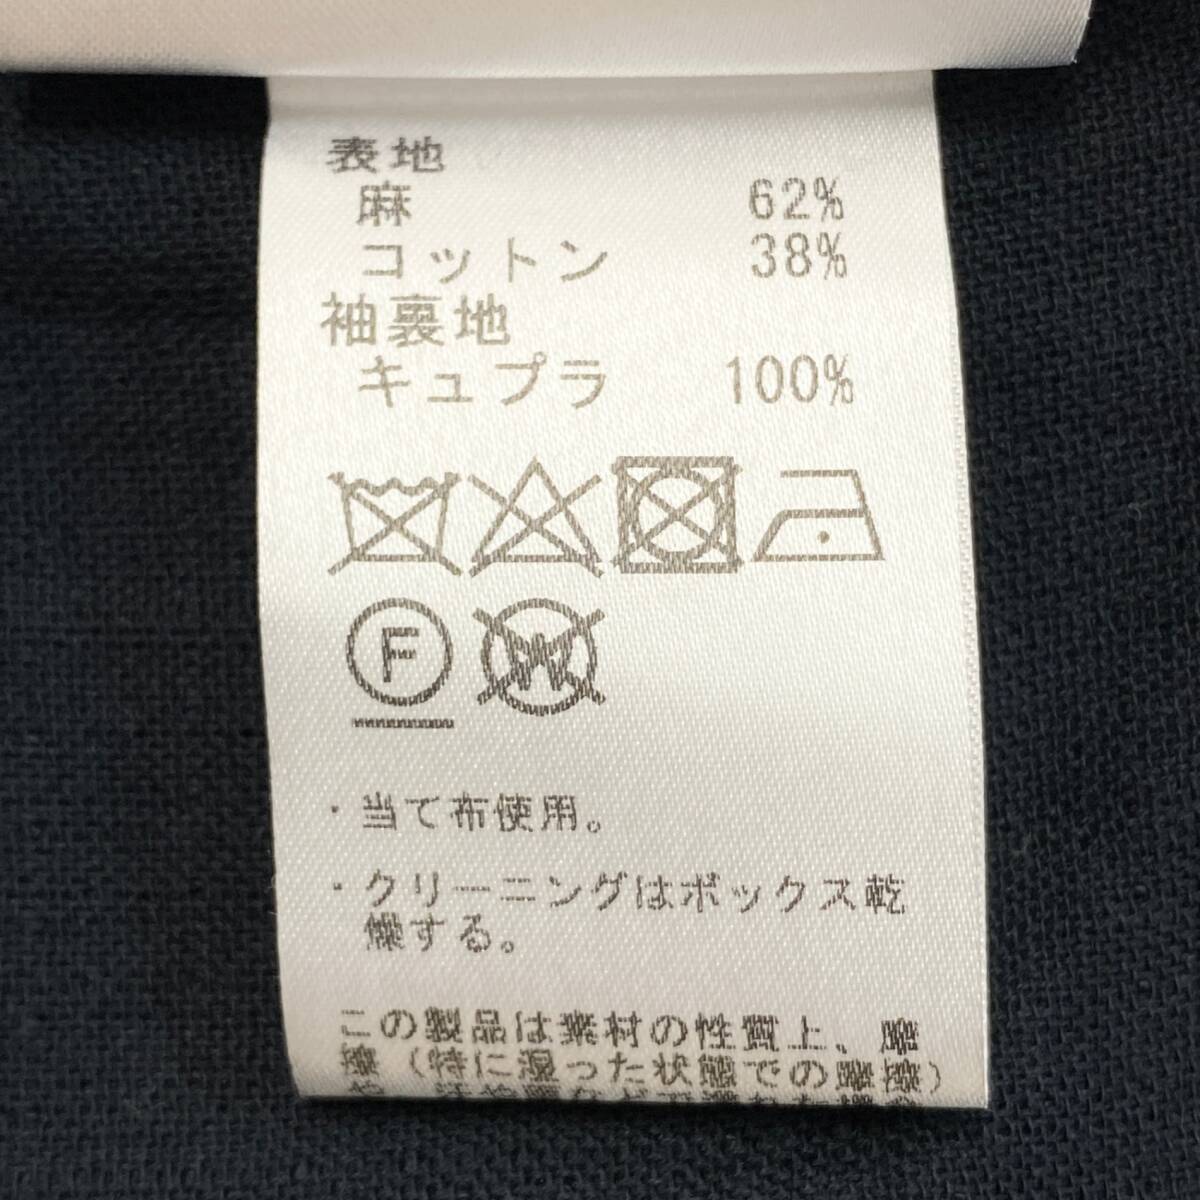 表地
麻 62%
コットン 38%
袖裏地
キュプラ 100%
F
W
・当て布使用。
・クリーニングはボックス乾
燥する。
この製品は素材の性質上、摩
擦(特に湿った状態での摩擦)